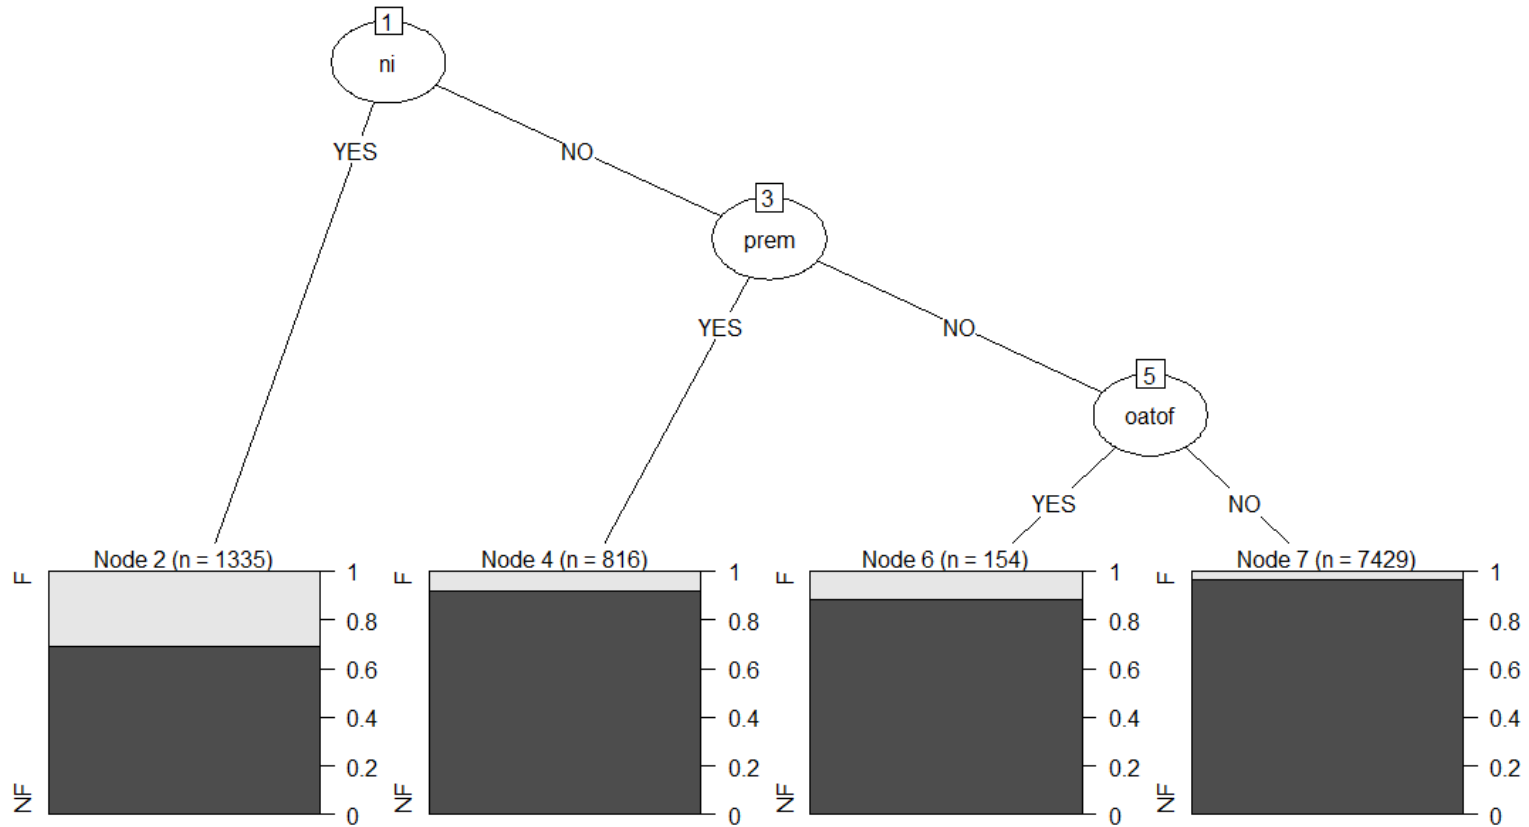 1
ni
YES
NO
3
prem
YES
NO
5
oatof
YES
NO
Node 2 (n = 1335)
F
NF
1
0.8
0.6
0.4
0.2
0
Node 4 (n = 816)
F
NF
1
0.8
0.6
0.4
0.2
0
Node 6 (n = 154)
F
NF
1
0.8
0.6
0.4
0.2
0
Node 7 (n = 7429)
F
NF
1
0.8
0.6
0.4
0.2
0